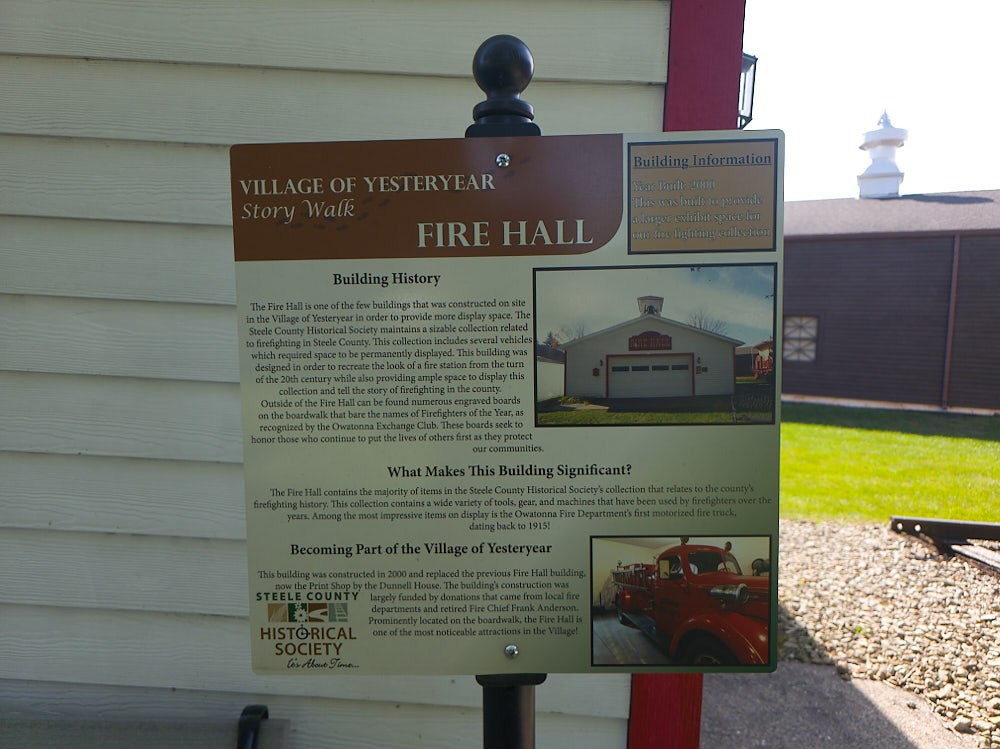 VILLAGE OF YESTERYEAR
Story Walk
FIRE HALL
Building Information
Year Built: 2000
This was built to provide
a larger exhibit space for
our fire fighting collection
Building History
The Fire Hall is one of the few buildings that was constructed on site
in the Village of Yesteryear in order to provide more display space. The
Steele County Historical Society maintains a sizable collection related
to firefighting in Steele County. This collection includes several vehicles
which required space to be permanently displayed. This building was
designed in order to recreate the look of a fire station from the turn
of the 20th century while also providing ample space to display this
collection and tell the story of firefighting in the county.
Outside of the Fire Hall can be found numerous engraved boards
on the boardwalk that bare the names of Firefighters of the Year, as
recognized by the Owatonna Exchange Club. These boards seek to
honor those who continue to put the lives of others first as they protect
our communities.
FIRE HALL
What Makes This Building Significant?
The Fire Hall contains the majority of items in the Steele County Historical Society's collection that relates to the county's
firefighting history. This collection contains a wide variety of tools, gear, and machines that have been used by firefighters over the
years. Among the most impressive items on display is the Owatonna Fire Department's first motorized fire truck,
dating back to 1915!
Becoming Part of the Village of Yesteryear
This building was constructed in 2000 and replaced the previous Fire Hall building,
now the Print Shop by the Dunnell House. The building's construction was
largely funded by donations that came from local fire
departments and retired Fire Chief Frank Anderson.
Prominently located on the boardwalk, the Fire Hall is
one of the most noticeable attractions in the Village!
STEELE COUNTY
HISTORICAL
SOCIETY
It's About Time...